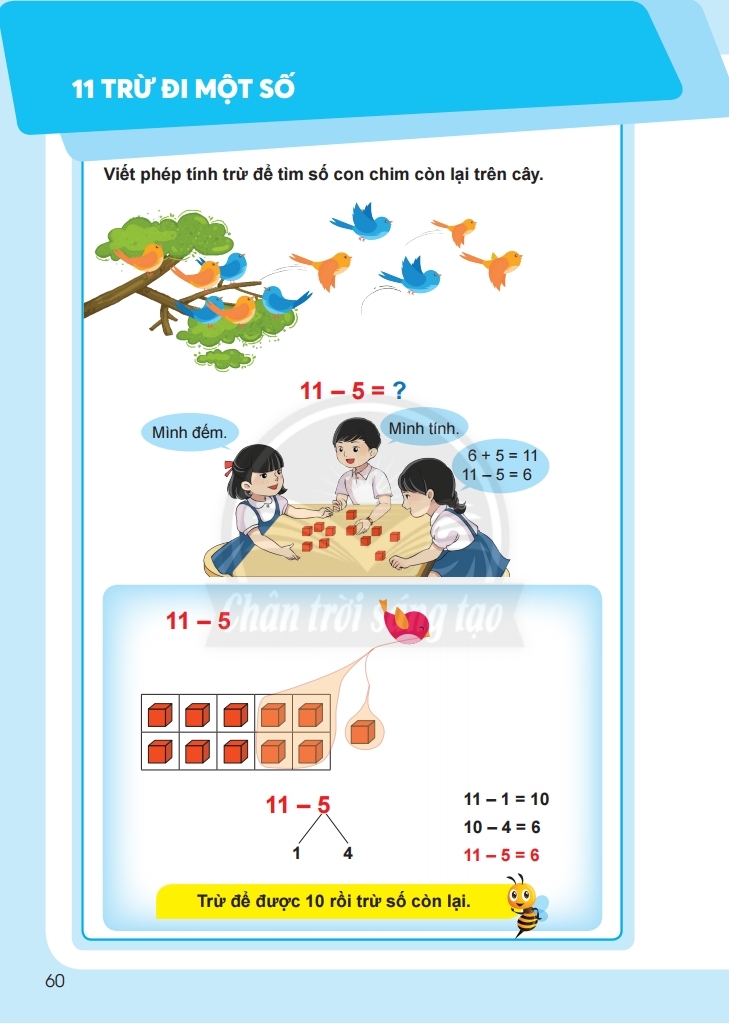 11 TRỪ ĐI MỘT SỐ
Viết phép tính trừ để tìm số con chim còn lại trên cây.
11 – 5 = ?
Mình đếm.
Mình tính.
6 + 5 = 11
11 – 5 = 6
Chân trời sáng tạo
11 – 5
11 – 5
1 4
11 – 1 = 10
10 – 4 = 6
11 – 5 = 6
Trừ để được 10 rồi trừ số còn lại.
60